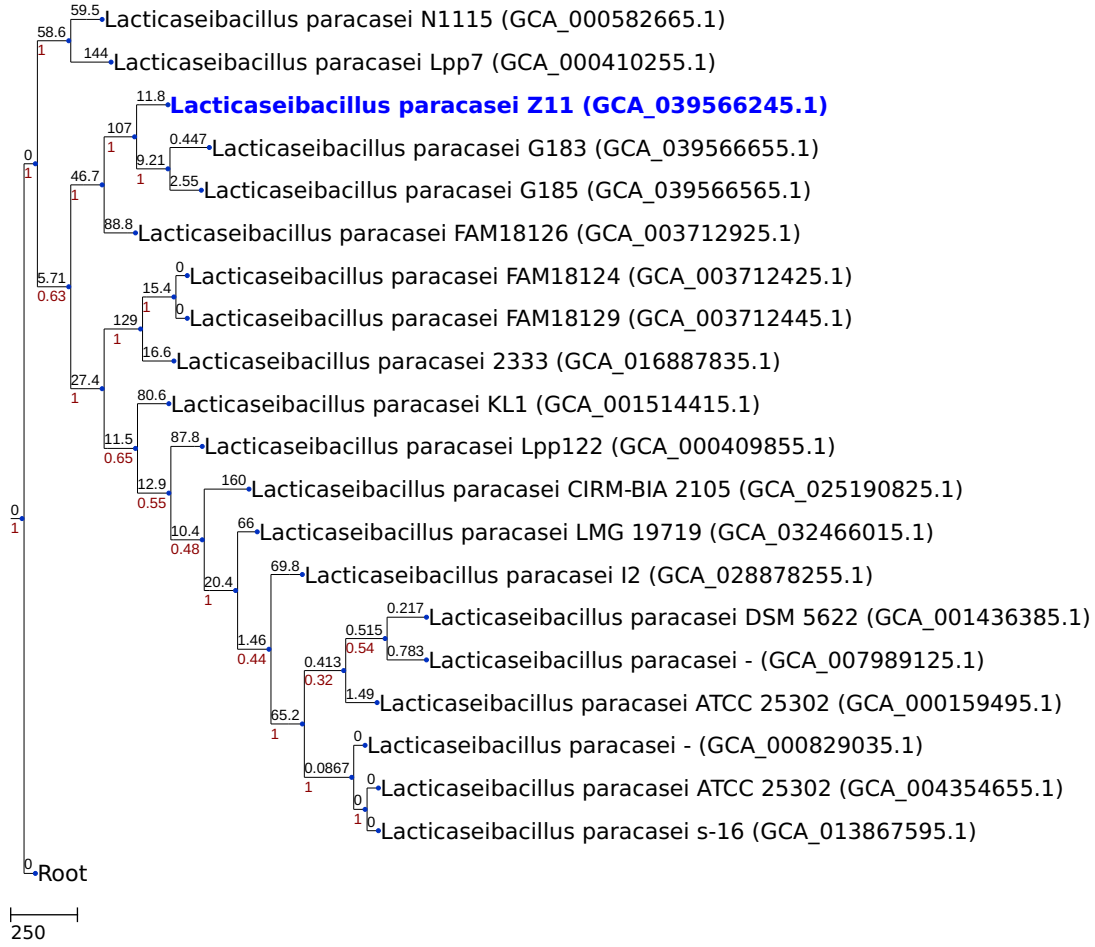 59.5 Lacticaseibacillus paracasei N1115 (GCA_000582665.1)
58.6
1
144 Lacticaseibacillus paracasei Lpp7 (GCA_000410255.1)
11.8 Lacticaseibacillus paracasei Z11 (GCA_039566245.1)
107
1
0.447 Lacticaseibacillus paracasei G183 (GCA_039566655.1)
0
1
9.21
1
46.7
1
2.55 Lacticaseibacillus paracasei G185 (GCA_039566565.1)
88.8 Lacticaseibacillus paracasei FAM18126 (GCA_003712925.1)
0 Lacticaseibacillus paracasei FAM18124 (GCA_003712425.1)
5.71
0.63
15.4
1
0 Lacticaseibacillus paracasei FAM18129 (GCA_003712445.1)
129
1
16.6 Lacticaseibacillus paracasei 2333 (GCA_016887835.1)
27.4
1
80.6 Lacticaseibacillus paracasei KL1 (GCA_001514415.1)
11.5
0.65
87.8 Lacticaseibacillus paracasei Lpp122 (GCA_000409855.1)
12.9
0.55
160 Lacticaseibacillus paracasei CIRM-BIA 2105 (GCA_025190825.1)
0
1
10.4
0.48
66 Lacticaseibacillus paracasei LMG 19719 (GCA_032466015.1)
20.4
1
69.8 Lacticaseibacillus paracasei I2 (GCA_028878255.1)
0.217 Lacticaseibacillus paracasei DSM 5622 (GCA_001436385.1)
0.515
0.54
1.46
0.44
0.783 Lacticaseibacillus paracasei - (GCA_007989125.1)
0.413
0.32
1.49 Lacticaseibacillus paracasei ATCC 25302 (GCA_000159495.1)
65.2
1
0 Lacticaseibacillus paracasei - (GCA_000829035.1)
0.0867
1
0 Lacticaseibacillus paracasei ATCC 25302 (GCA_004354655.1)
0
1
0 Lacticaseibacillus paracasei s-16 (GCA_013867595.1)
0 Root
250